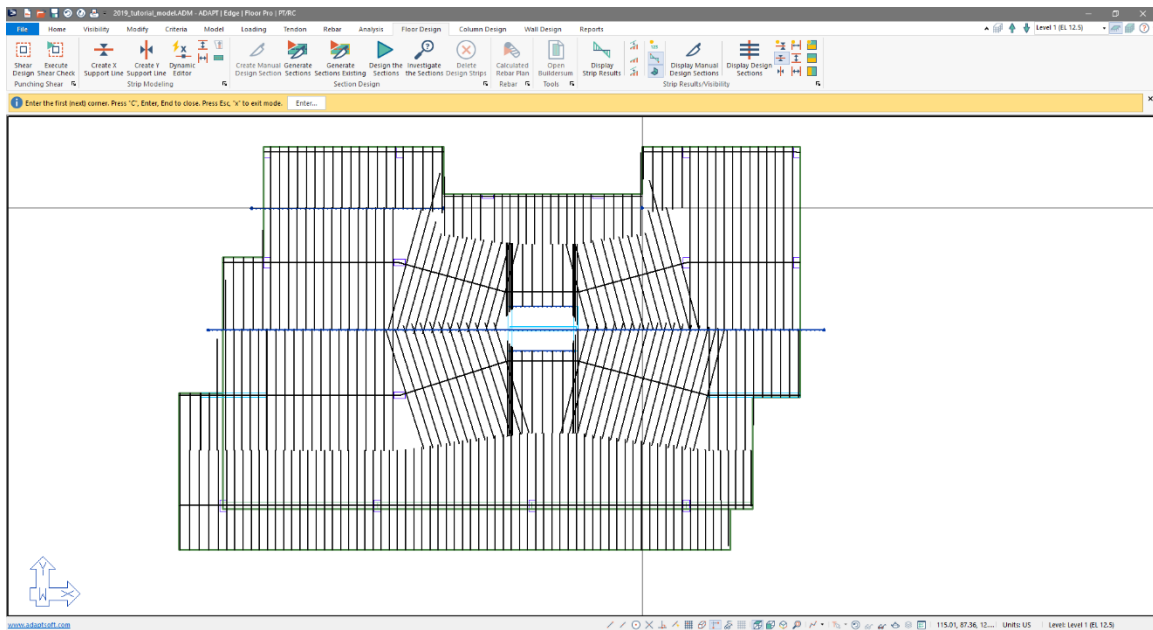 2019_tutorial_model.ADM - ADAPT | Edge | Floor Pro | PT/RC
File Home Visibility Modify Criteria Model Loading Tendon Rebar Analysis Floor Design Column Design Wall Design Reports Level 1 (EL 12.5)
Shear Execute Create X Create Y Dynamic Create Manual Generate Generate Design the Investigate Delete Calculated Open Display Display Manual Display Design
Design Shear Check Support Line Support Line Editor Design Section Sections Sections Existing Sections the Sections Design Strips Rebar Plan Buildersum Strip Results Design Sections Sections
Punching Shear Strip Modeling Section Design Rebar Tools Strip Results/Visibility
Enter the first (next) corner. Press 'C', Enter, End to close. Press Esc, 'x' to exit mode. Enter...
Y
W X
www.adaptsoft.com 115.01, 87.36, 12.... Units: US Level: Level 1 (EL 12.5)